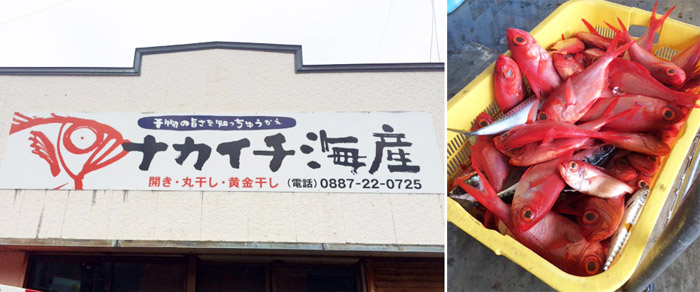 干物の旨さを知っちゅうかえ
ナカイチ海産
開き・丸干し・黄金干し (電話) 0887-22-0725